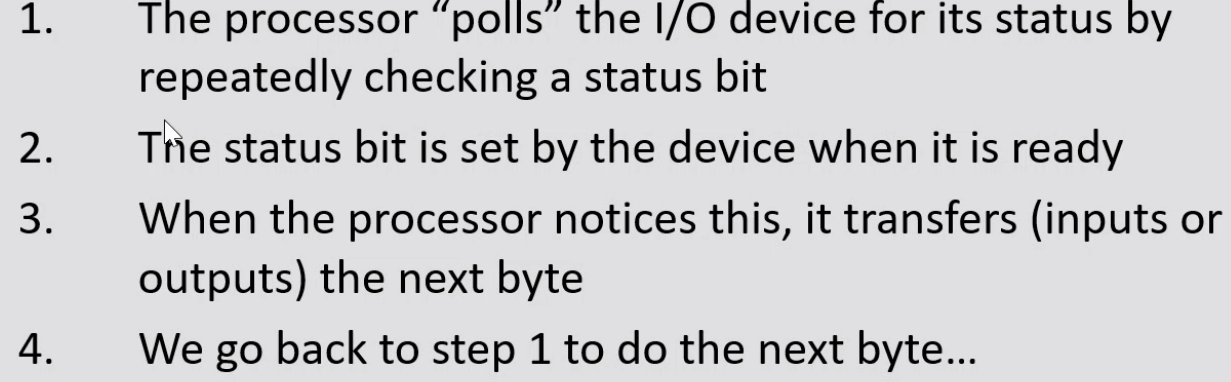 1. The processor “polls” the I/O device for its status by
repeatedly checking a status bit
2. The status bit is set by the device when it is ready
3. When the processor notices this, it transfers (inputs or
outputs) the next byte
4. We go back to step 1 to do the next byte...